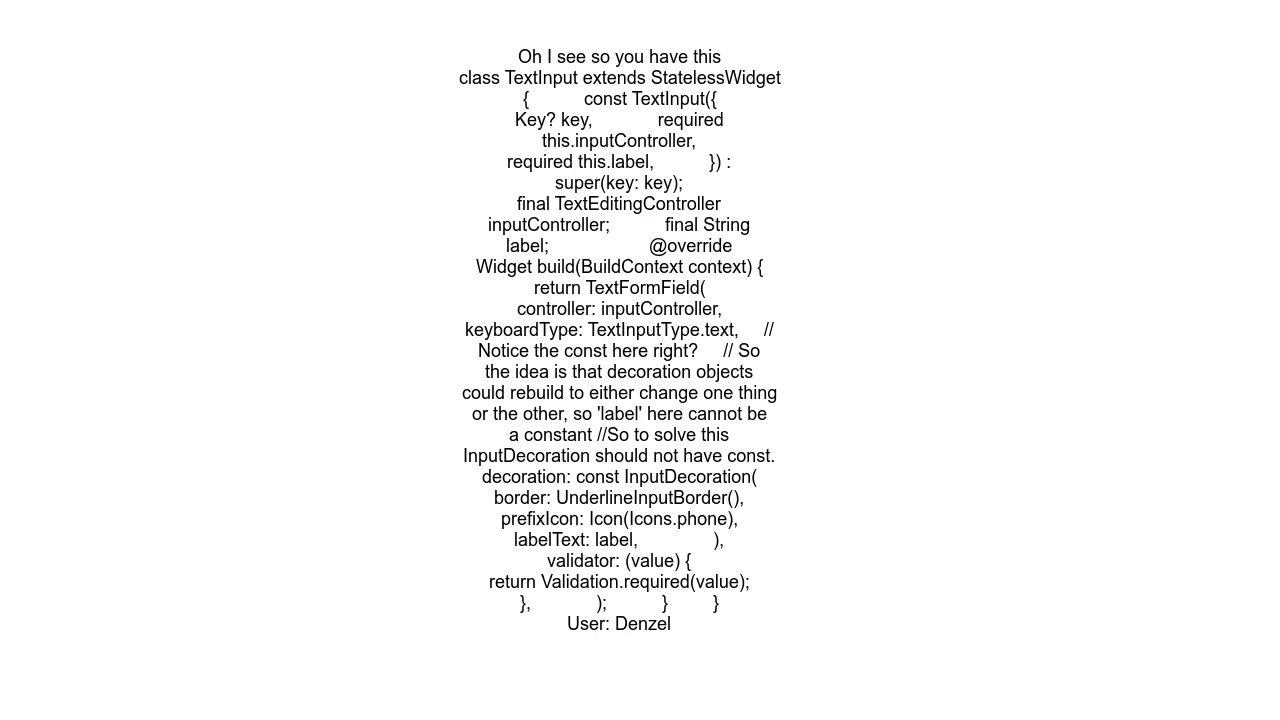 Oh I see so you have this
class TextInput extends StatelessWidget
{ const TextInput({
Key? key, required
this.inputController,
required this.label, }) :
super(key: key);
final TextEditingController
inputController; final String
label; @override
Widget build(BuildContext context) {
return TextFormField(
controller: inputController,
keyboardType: TextInputType.text, //
Notice the const here right? // So
the idea is that decoration objects
could rebuild to either change one thing
or the other, so 'label' here cannot be
a constant //So to solve this
InputDecoration should not have const.
decoration: const InputDecoration(
border: UnderlineInputBorder(),
prefixIcon: Icon(Icons.phone),
labelText: label, ),
validator: (value) {
return Validation.required(value);
}, ); } }
User: Denzel